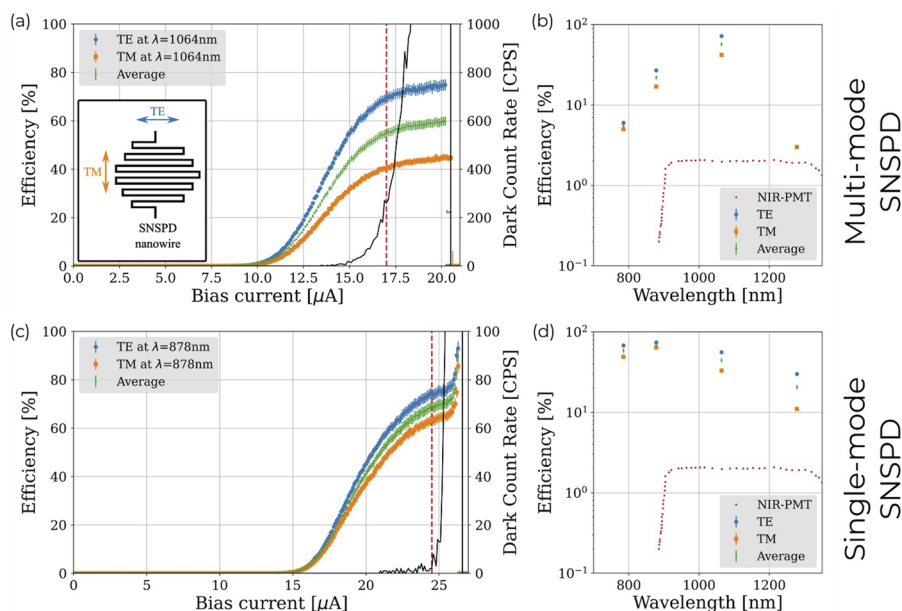 (a)
Efficiency [%]
100
80
60
40
20
0
TE at λ=1064nm
TM at λ=1064nm
Average
TE
TM
SNSPD
nanowire
0.0 2.5 5.0 7.5 10.0 12.5 15.0 17.5 20.0
Bias current [μA]
1000
800
600
400
200
0
Dark Count Rate [CPS]
(b)
Efficiency [%]
10²
10¹
10⁰
10⁻¹
NIR-PMT
TE
TM
Average
800 1000 1200
Wavelength [nm]
Multi-mode
SNSPD
(c)
Efficiency [%]
100
80
60
40
20
0
TE at λ=878nm
TM at λ=878nm
Average
0 5 10 15 20 25
Bias current [μA]
100
80
60
40
20
0
Dark Count Rate [CPS]
(d)
Efficiency [%]
10²
10¹
10⁰
10⁻¹
NIR-PMT
TE
TM
Average
800 1000 1200
Wavelength [nm]
Single-mode
SNSPD